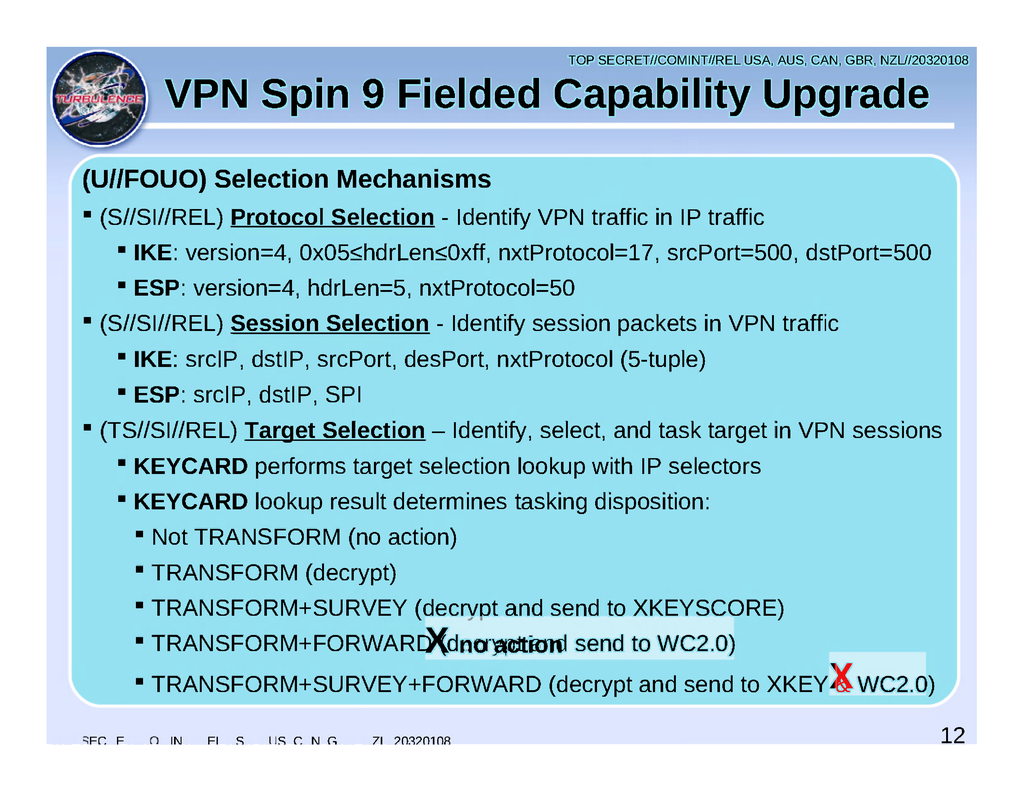 TOP SECRET//COMINT//REL USA, AUS, CAN, GBR, NZL//20320108
TURBULENCE
VPN Spin 9 Fielded Capability Upgrade
(U//FOUO) Selection Mechanisms
▪ (S//SI//REL) Protocol Selection - Identify VPN traffic in IP traffic
▪ IKE: version=4, 0x05≤hdrLen≤0xff, nxtProtocol=17, srcPort=500, dstPort=500
▪ ESP: version=4, hdrLen=5, nxtProtocol=50
▪ (S//SI//REL) Session Selection - Identify session packets in VPN traffic
▪ IKE: srcIP, dstIP, srcPort, desPort, nxtProtocol (5-tuple)
▪ ESP: srcIP, dstIP, SPI
▪ (TS//SI//REL) Target Selection – Identify, select, and task target in VPN sessions
▪ KEYCARD performs target selection lookup with IP selectors
▪ KEYCARD lookup result determines tasking disposition:
▪ Not TRANSFORM (no action)
▪ TRANSFORM (decrypt)
▪ TRANSFORM+SURVEY (decrypt and send to XKEYSCORE)
▪ TRANSFORM+FORWARD (decrypt and send to WC2.0)
X no action
▪ TRANSFORM+SURVEY+FORWARD (decrypt and send to XKEY & WC2.0)
X
20320108
12